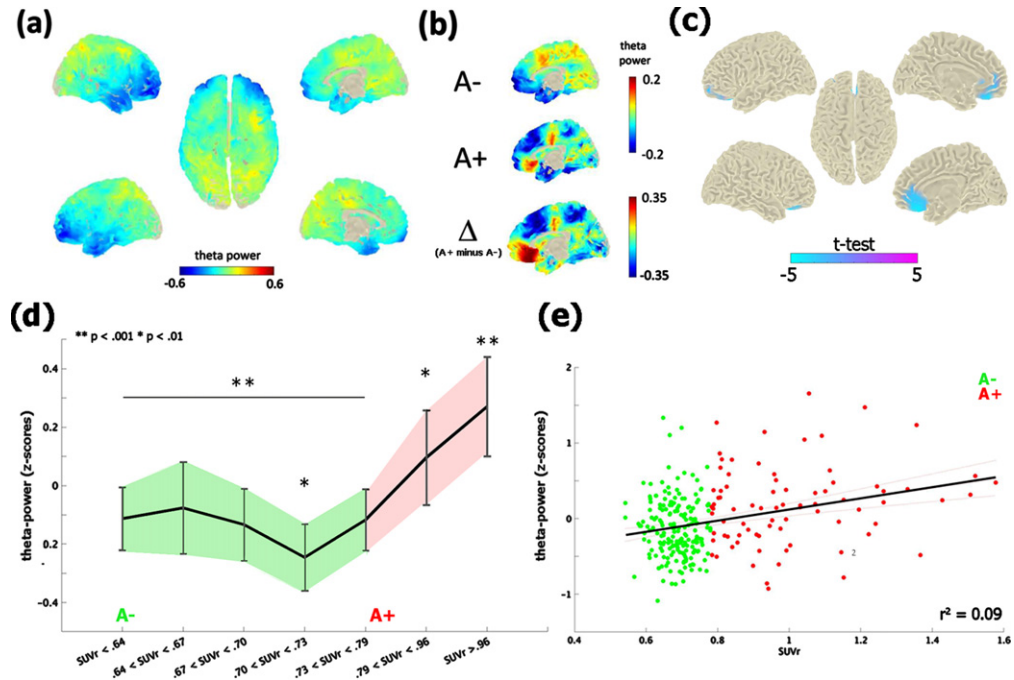 (a)
theta power
-0.6
0.6
(b)
theta
power
A-
0.2
A+
-0.2
0.35
Δ
(A+ minus A-)
-0.35
(c)
t-test
-5
5
(d)
** p < .001 * p < .01
0.4
0.2
0
0.2
-
−0.4
theta-power (z-scores)
**
*
*
**
A-
A+
SUVr < .64
.64 < SUVr < .67
.67 < SUVr < .70
.70 < SUVr < .73
.73 < SUVr < .79
.79 < SUVr < .96
SUVr >.96
(e)
A-
A+
2
1
0
−1
theta-power (z-scores)
2
r² = 0.09
0.4
0.6
0.8
1
1.2
1.4
1.6
SUVr